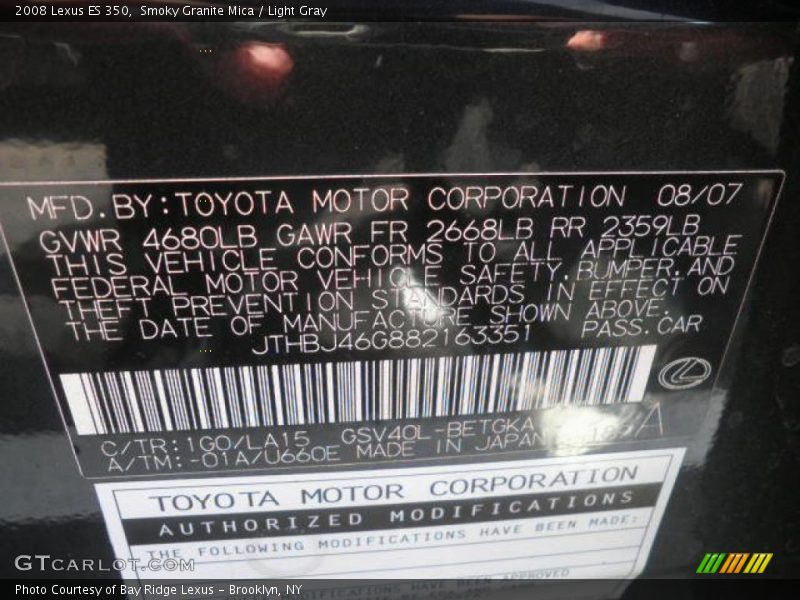 2008 Lexus ES 350,  Smoky Granite Mica / Light Gray
MFD.BY:TOYOTA MOTOR CORPORATION 08/07
GVWR 4680LB GAWR FR 2668LB RR 2359LB
THIS VEHICLE CONFORMS TO ALL APPLICABLE
FEDERAL MOTOR VEHICLE SAFETY,BUMPER,AND
THEFT PREVENTION STANDARDS IN EFFECT ON
THE DATE OF MANUFACTURE SHOWN ABOVE.
JTHBJ46G882163351 PASS.CAR
C/TR:1G0/LA15 GSV40L-BETGKA
A/TM:-01A/U660E MADE IN JAPAN
TOYOTA MOTOR CORPORATION
AUTHORIZED MODIFICATIONS
THE FOLLOWING MODIFICATIONS HAVE BEEN MADE:
MODIFICATIONS HAVE BEEN APPROVED
GTCARLOT.COM
Photo Courtesy of Bay Ridge Lexus - Brooklyn, NY